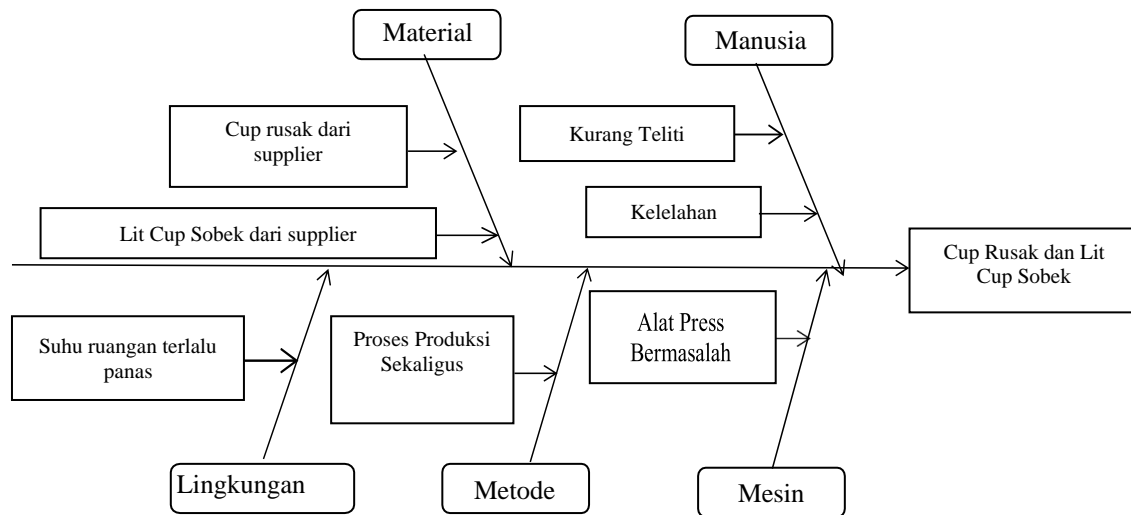 Material
Manusia
Cup rusak dari
supplier
Kurang Teliti
Lit Cup Sobek dari supplier
Kelelahan
Cup Rusak dan Lit
Cup Sobek
Suhu ruangan terlalu
panas
Proses Produksi
Sekaligus
Alat Press
Bermasalah
Lingkungan
Metode
Mesin